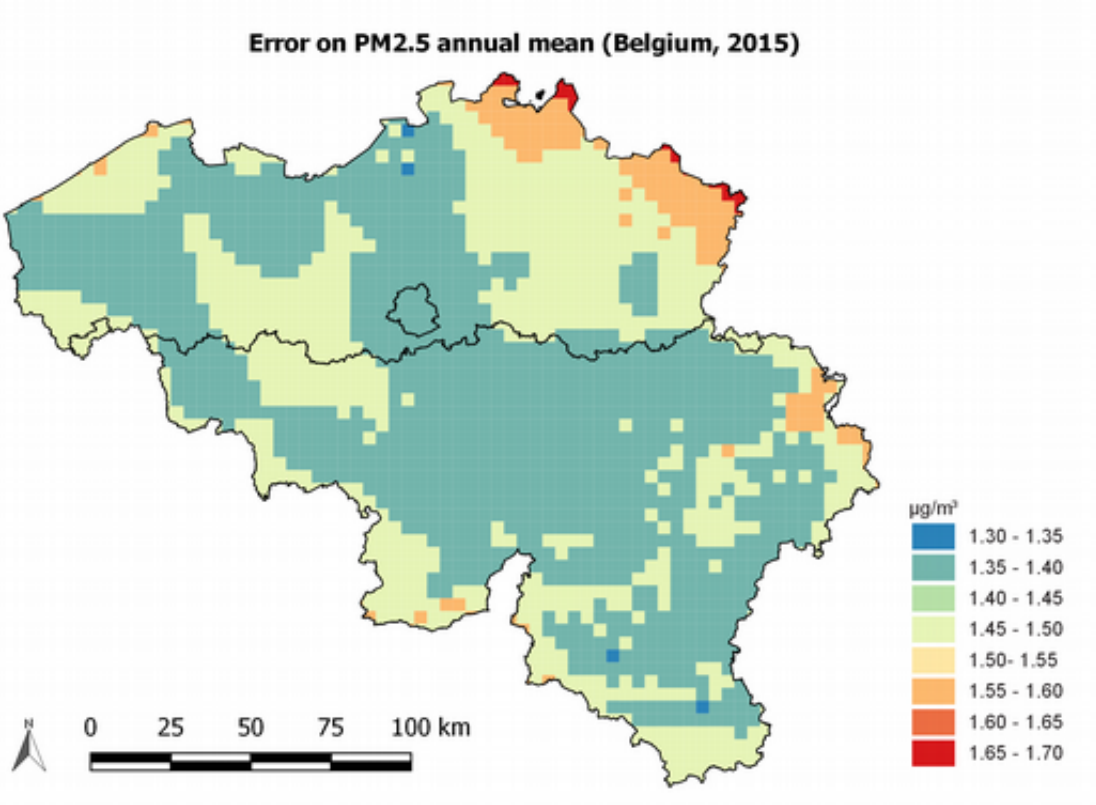 Error on PM2.5 annual mean (Belgium, 2015)
µg/m³
1.30 - 1.35
1.35 - 1.40
1.40 - 1.45
1.45 - 1.50
1.50- 1.55
1.55 - 1.60
1.60 - 1.65
1.65 - 1.70
N
0 25 50 75 100 km